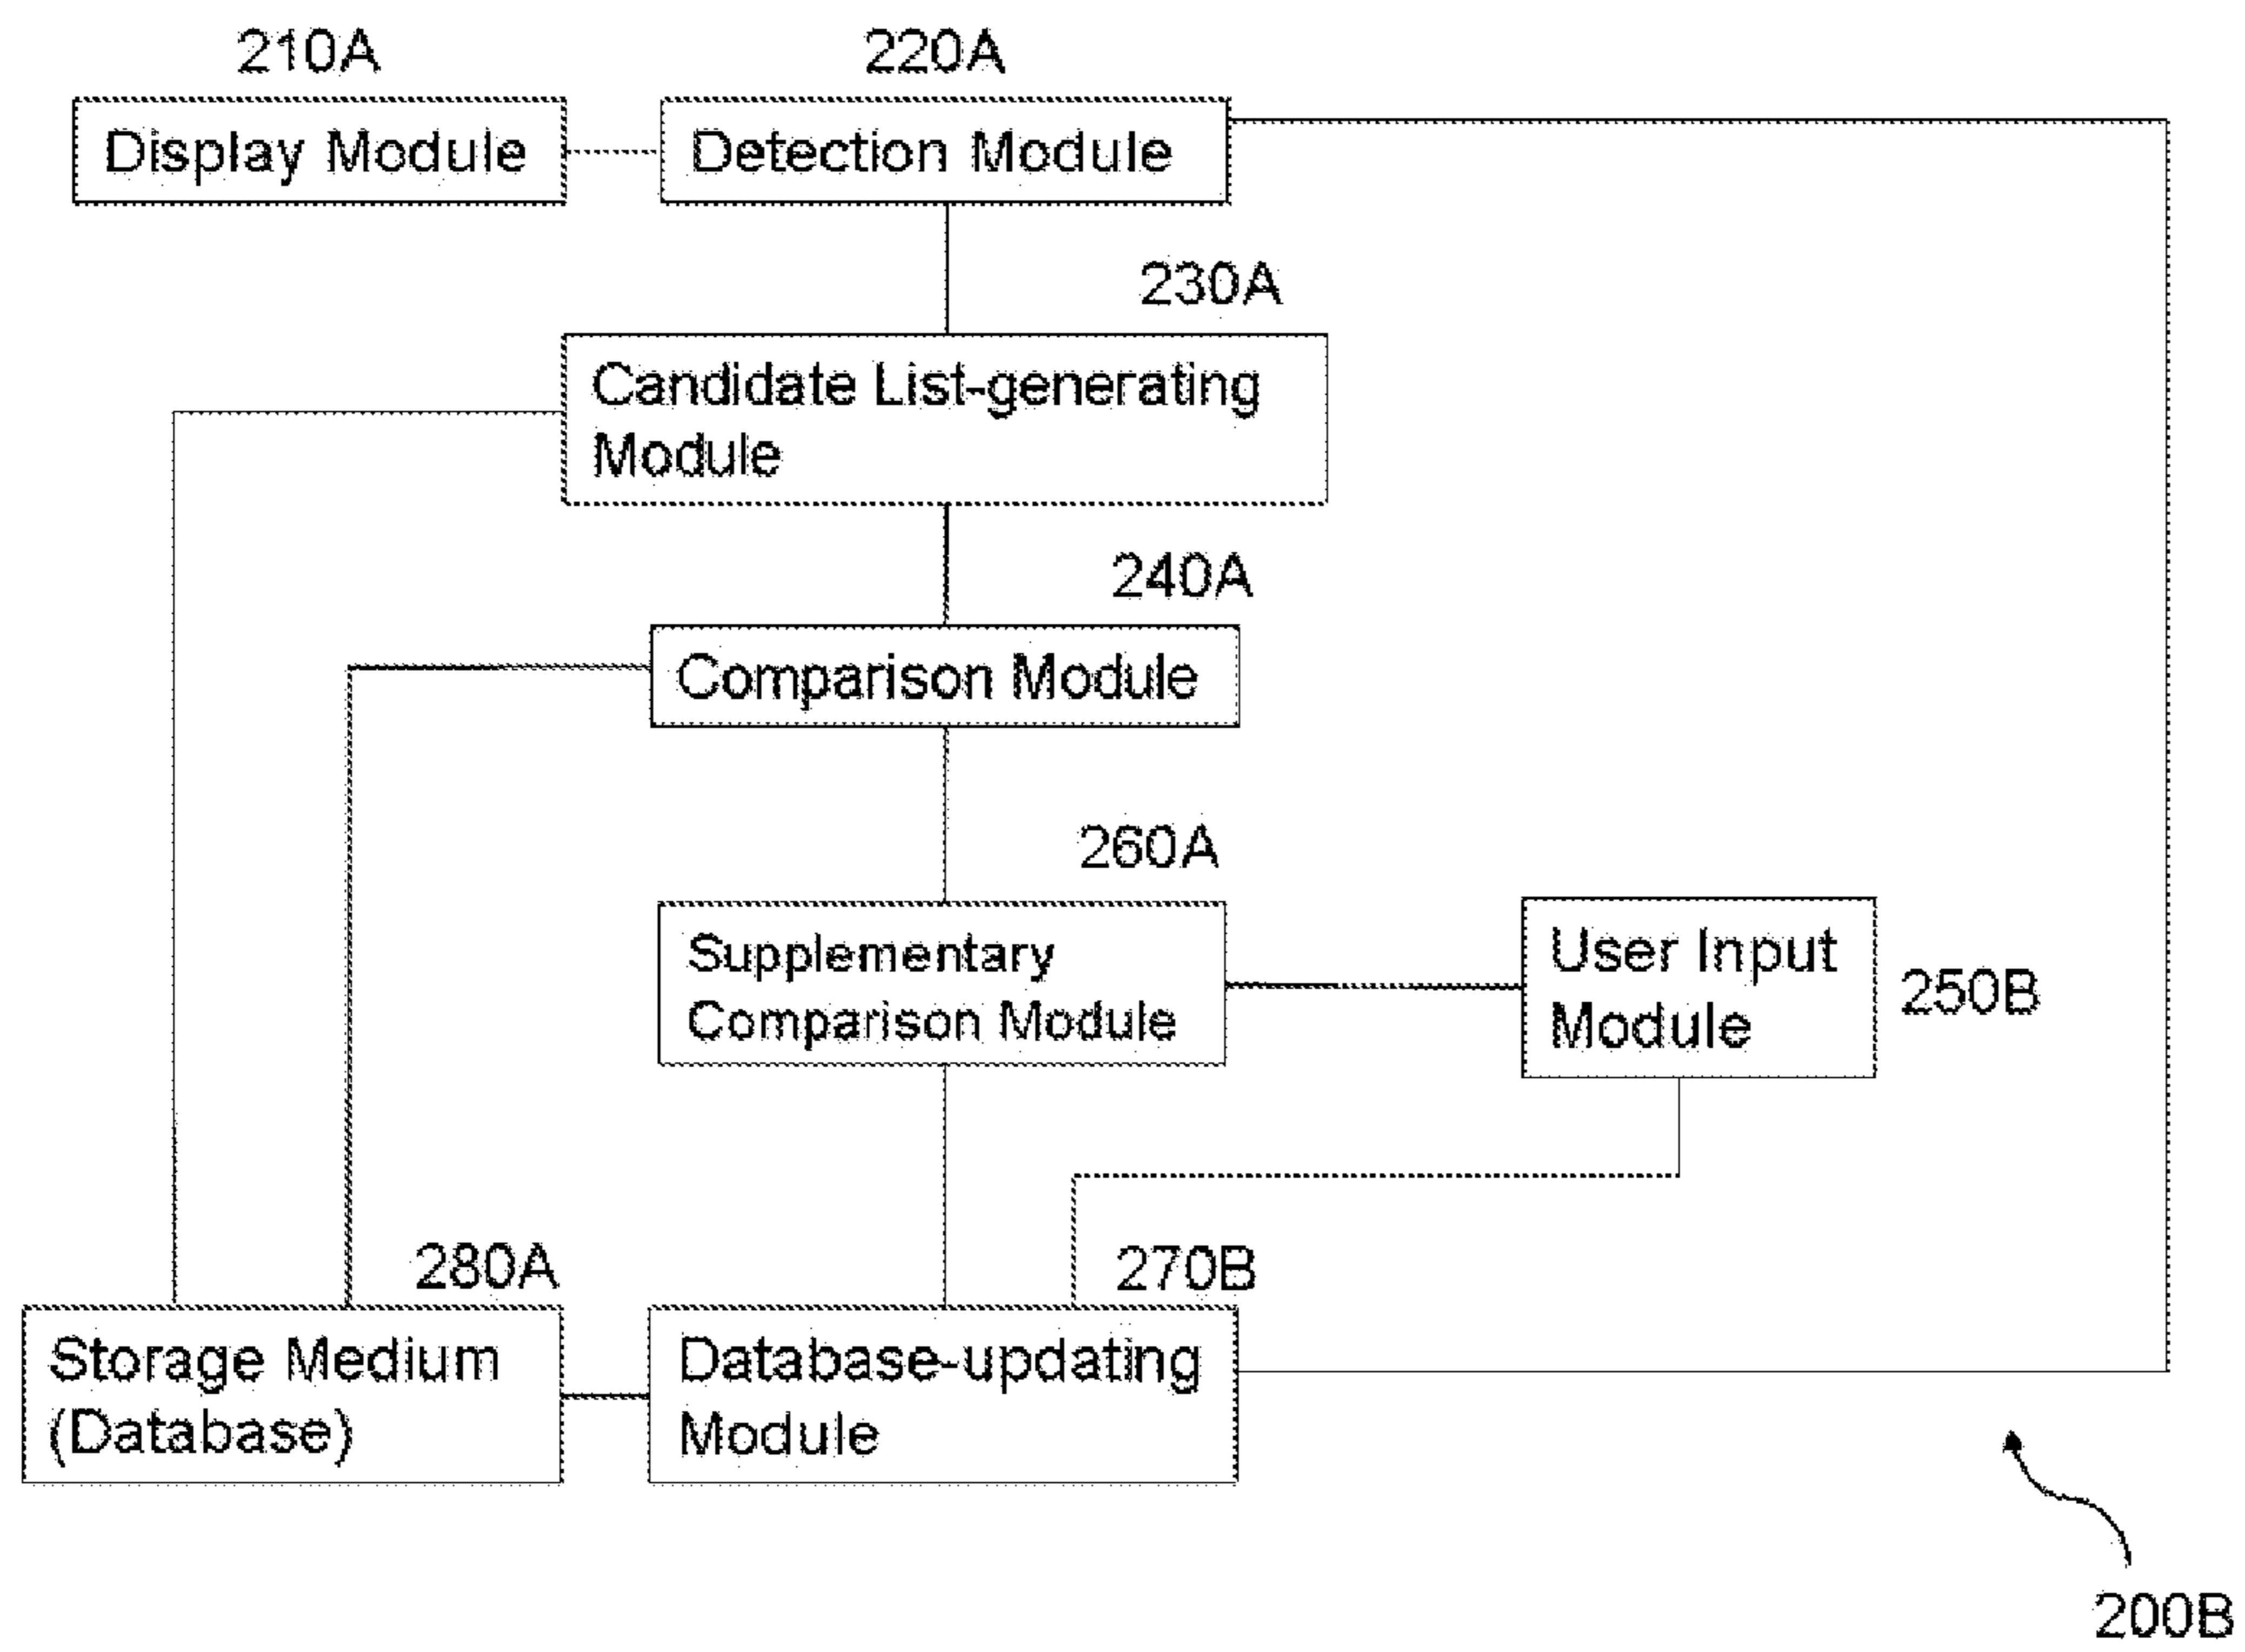 210A
220A
Display Module
Detection Module
230A
Candidate List-generating
Module
240A
Comparison Module
260A
Supplementary
Comparison Module
User Input
Module
250B
280A
270B
Storage Medium
(Database)
Database-updating
Module
200B